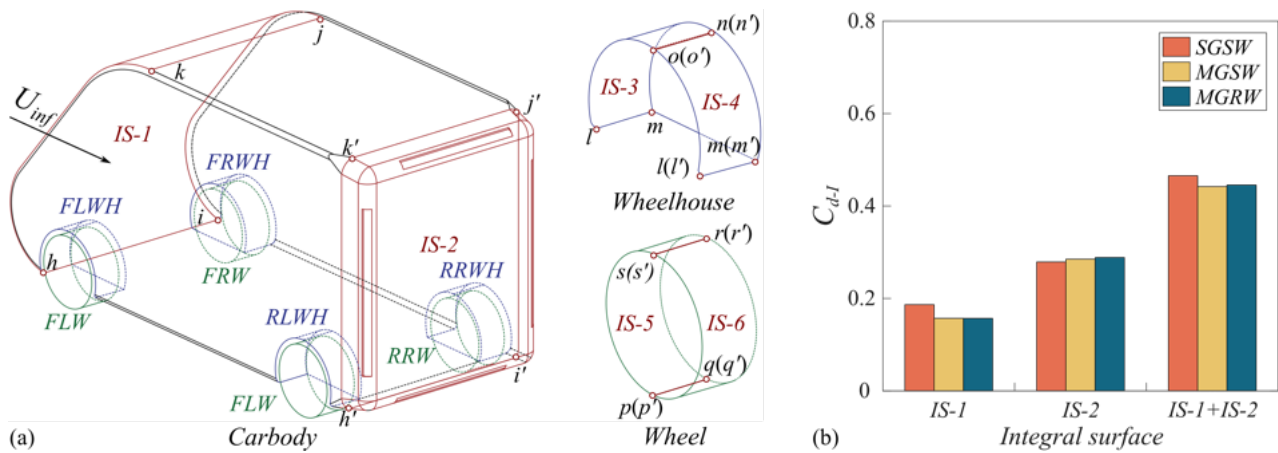 j
k
U_inf
IS-1
j'
k'
FRWH
FLWH
i
h
FRW
IS-2
RRWH
FLW
RLWH
RRW
i'
FLW
h'
(a)
Carbody
n(n')
o(o')
IS-3
IS-4
m
l
m(m')
l(l')
Wheelhouse
r(r')
s(s')
IS-5
IS-6
q(q')
p(p')
Wheel
0.8
SGSW
MGSW
MGRW
0.6
C_{d-I}
0.4
0.2
0
IS-1
IS-2
IS-1+IS-2
(b)
Integral surface